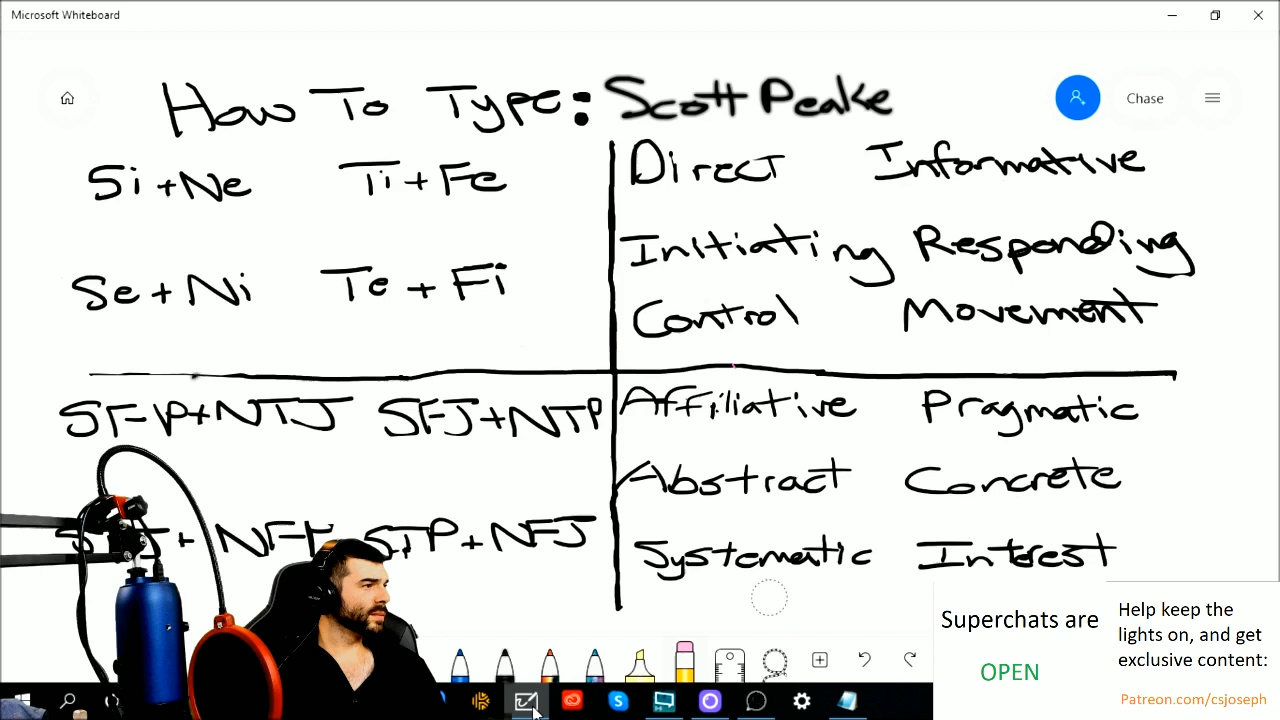 Microsoft Whiteboard
How To Type: Scott Peake
Chase
Si + Ne Ti + Fe
Se + Ni Te + Fi
Direct Informative
Initiating Responding
Control Movement
SFP+NTJ SFJ+NTP
+ NFP STP+NFJ
Affiliative Pragmatic
Abstract Concrete
Systematic Interest
Superchats are
OPEN
Help keep the
lights on, and get
exclusive content:
Patreon.com/csjoseph